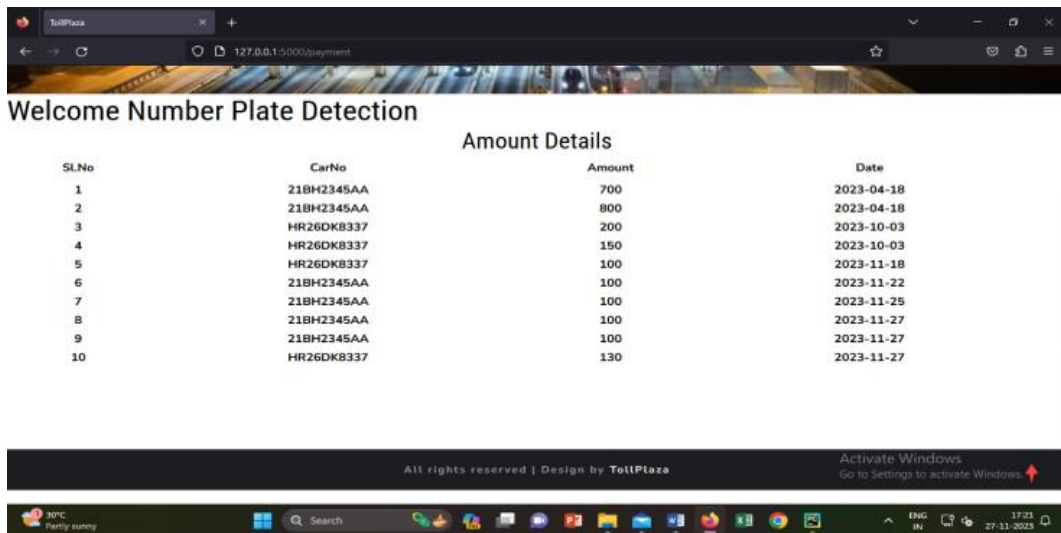 TollPlaza
127.0.0.1:5000/payment
Welcome Number Plate Detection
Amount Details
Sl.No CarNo Amount Date
1 21BH2345AA 700 2023-04-18
2 21BH2345AA 800 2023-04-18
3 HR26DK8337 200 2023-10-03
4 HR26DK8337 150 2023-10-03
5 HR26DK8337 100 2023-11-18
6 21BH2345AA 100 2023-11-22
7 21BH2345AA 100 2023-11-25
8 21BH2345AA 100 2023-11-27
9 21BH2345AA 100 2023-11-27
10 HR26DK8337 130 2023-11-27
All rights reserved | Design by TollPlaza
Activate Windows
Go to Settings to activate Windows.
30°C
Partly sunny
Search
ENG
IN
17:21
27-11-2023